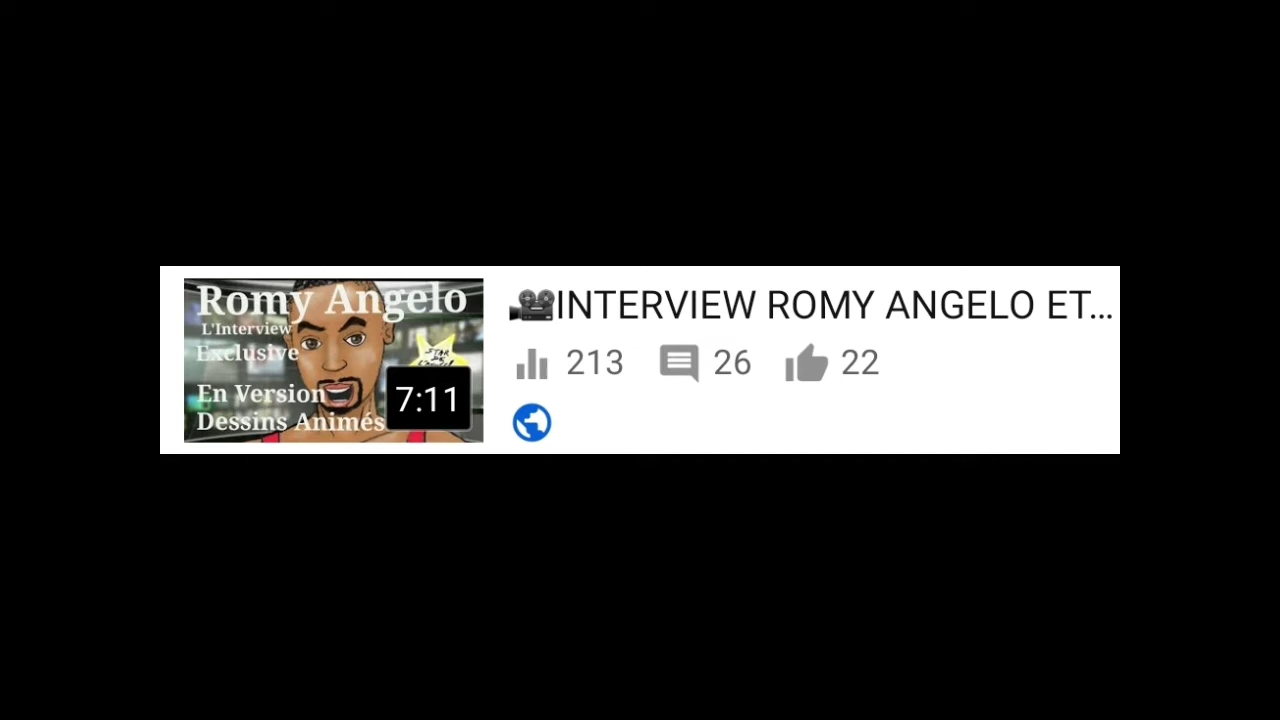 Romy Angelo
L'Interview
Exclusive
En Version
Dessins Animés
7:11
🎥INTERVIEW ROMY ANGELO ET...
213 26 22